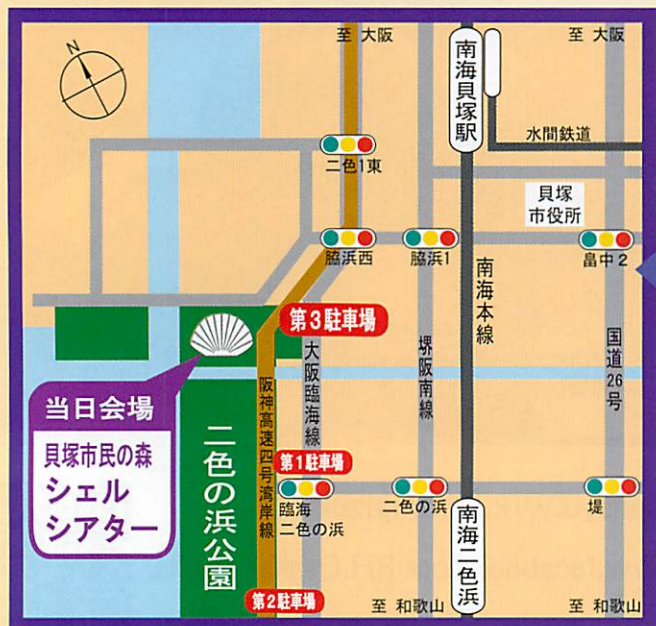 N
至 大阪
至 大阪
南海貝塚駅
水間鉄道
二色1東
貝塚
市役所
脇浜西
脇浜1
畠中2
第3駐車場
南海本線
大阪臨海線
堺阪南線
国道26号
当日会場
貝塚市民の森
シェル
シアター
二色の浜公園
阪神高速四号湾岸線
第1駐車場
臨海
二色の浜
二色の浜
堤
南海二色浜
第2駐車場
至 和歌山
至 和歌山